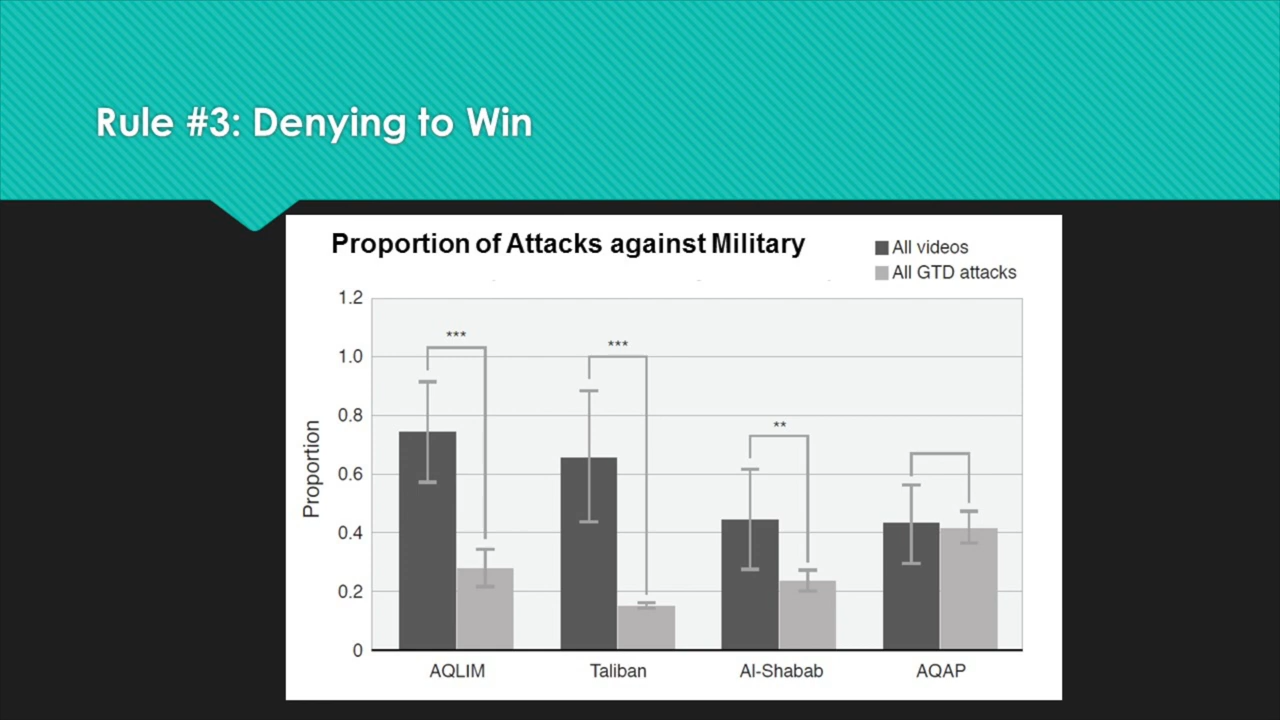 Rule #3: Denying to Win
Proportion of Attacks against Military
All videos
All GTD attacks
1.2
1.0
0.8
0.6
0.4
0.2
0
Proportion
***
***
**
AQLIM
Taliban
Al-Shabab
AQAP